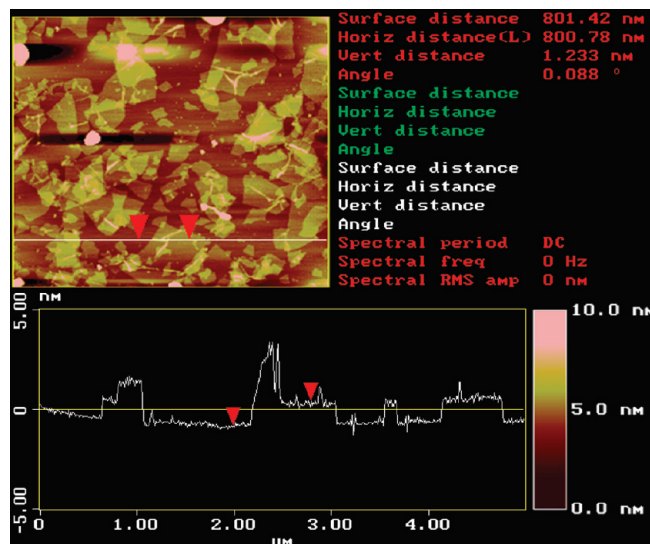 Surface distance 801.42 nm
Horiz distance(L) 800.78 nm
Vert distance 1.233 nm
Angle 0.088 °
Surface distance
Horiz distance
Vert distance
Angle
Surface distance
Horiz distance
Vert distance
Angle
Spectral period DC
Spectral freq 0 Hz
Spectral RMS amp 0 nm
nm
5.00
0
-5.00
0 1.00 2.00 3.00 4.00
µm
10.0 nm
5.0 nm
0.0 nm